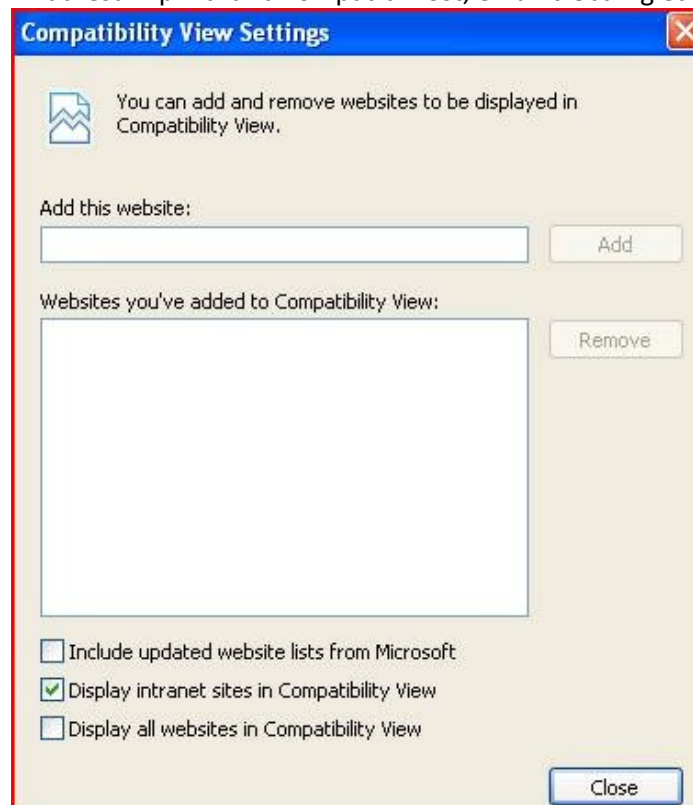 Compatibility View Settings
You can add and remove websites to be displayed in
Compatibility View.
Add this website:
Add
Websites you've added to Compatibility View:
Remove
Include updated website lists from Microsoft
Display intranet sites in Compatibility View
Display all websites in Compatibility View
Close